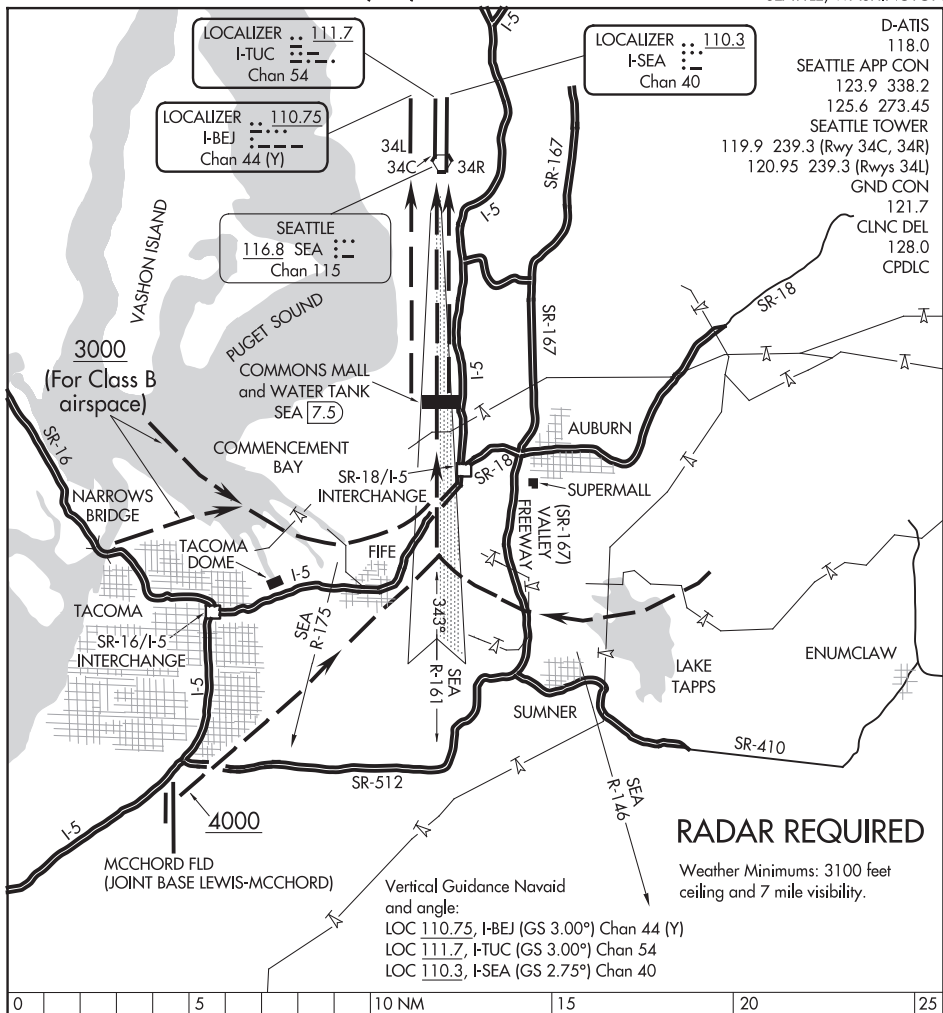 SEATTLE, WASHINGTON
LOCALIZER 111.7
I-TUC
Chan 54
LOCALIZER 110.3
I-SEA
Chan 40
LOCALIZER 110.75
I-BEJ
Chan 44 (Y)
I-5
D-ATIS
118.0
SEATTLE APP CON
123.9 338.2
125.6 273.45
SEATTLE TOWER
119.9 239.3 (Rwy 34C, 34R)
120.95 239.3 (Rwys 34L)
GND CON
121.7
CLNC DEL
128.0
CPDLC
34L
34C
34R
SR-167
I-5
SEATTLE
116.8 SEA
Chan 115
VASHON ISLAND
PUGET SOUND
SR-167
SR-18
3000
(For Class B
airspace)
COMMONS MALL
and WATER TANK
SEA 7.5
I-5
AUBURN
COMMENCEMENT
BAY
SR-16
SR-18/I-5
INTERCHANGE
SR-18
SUPERMALL
NARROWS
BRIDGE
(SR-167)
VALLEY
FREEWAY
TACOMA
DOME
FIFE
I-5
TACOMA
SR-16/I-5
INTERCHANGE
SEA
R-175
343°
SEA
R-161
LAKE
TAPPS
ENUMCLAW
I-5
SUMNER
SR-410
SR-512
SEA
R-146
I-5
4000
MCCHORD FLD
(JOINT BASE LEWIS-MCCHORD)
RADAR REQUIRED
Weather Minimums: 3100 feet
ceiling and 7 mile visibility.
Vertical Guidance Navaid
and angle:
LOC 110.75, I-BEJ (GS 3.00°) Chan 44 (Y)
LOC 111.7, I-TUC (GS 3.00°) Chan 54
LOC 110.3, I-SEA (GS 2.75°) Chan 40
0 5 10 NM 15 20 25